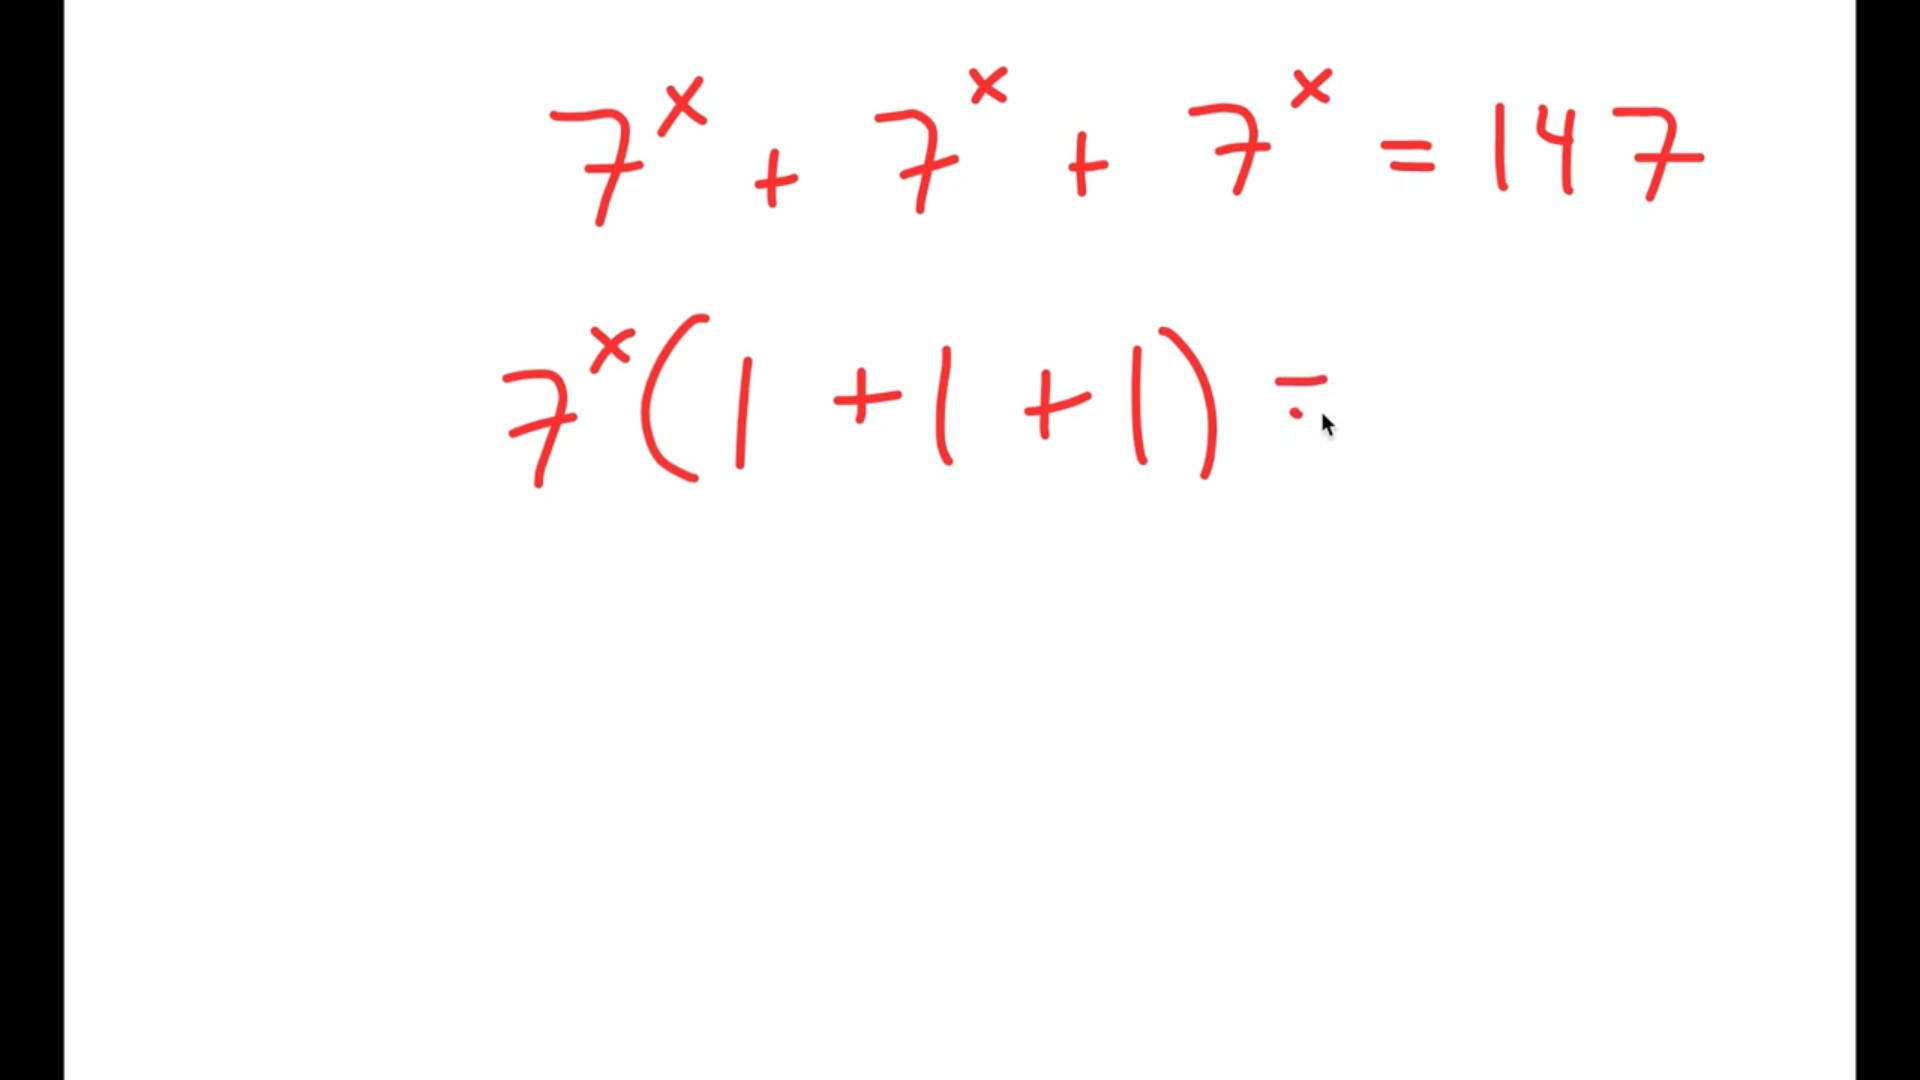 7^x + 7^x + 7^x = 147
7^x (1 + 1 + 1) =